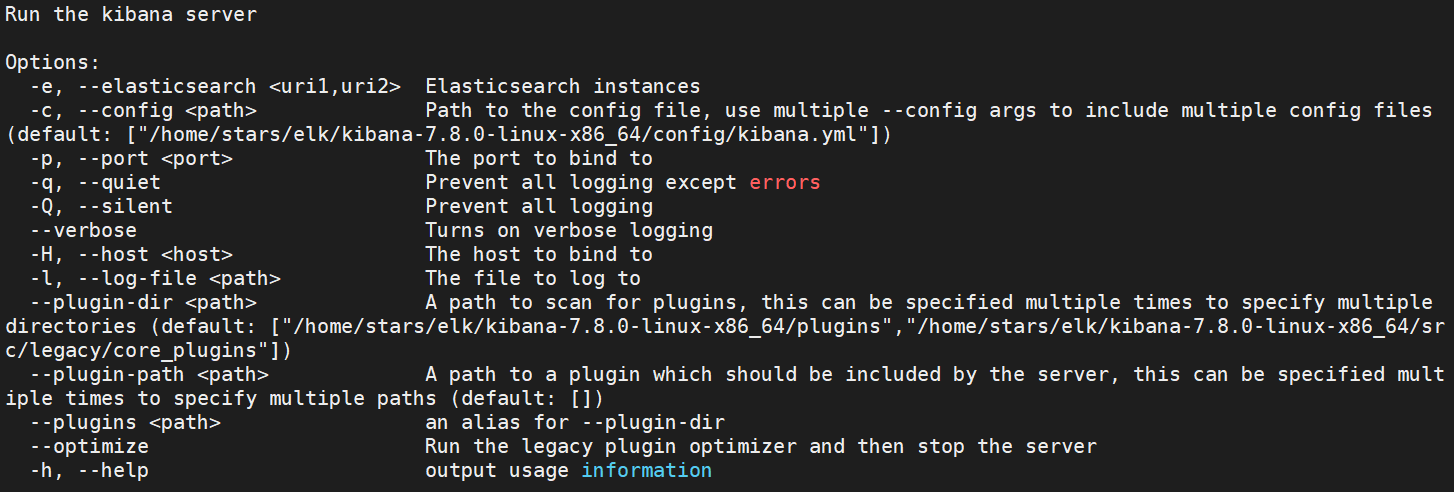 Run the kibana server

Options:
  -e, --elasticsearch <uri1,uri2>  Elasticsearch instances
  -c, --config <path>              Path to the config file, use multiple --config args to include multiple config files
(default: ["/home/stars/elk/kibana-7.8.0-linux-x86_64/config/kibana.yml"])
  -p, --port <port>                The port to bind to
  -q, --quiet                      Prevent all logging except errors
  -Q, --silent                     Prevent all logging
  --verbose                        Turns on verbose logging
  -H, --host <host>                The host to bind to
  -l, --log-file <path>            The file to log to
  --plugin-dir <path>              A path to scan for plugins, this can be specified multiple times to specify multiple
directories (default: ["/home/stars/elk/kibana-7.8.0-linux-x86_64/plugins","/home/stars/elk/kibana-7.8.0-linux-x86_64/sr
c/legacy/core_plugins"])
  --plugin-path <path>             A path to a plugin which should be included by the server, this can be specified mult
iple times to specify multiple paths (default: [])
  --plugins <path>                 an alias for --plugin-dir
  --optimize                       Run the legacy plugin optimizer and then stop the server
  -h, --help                       output usage information